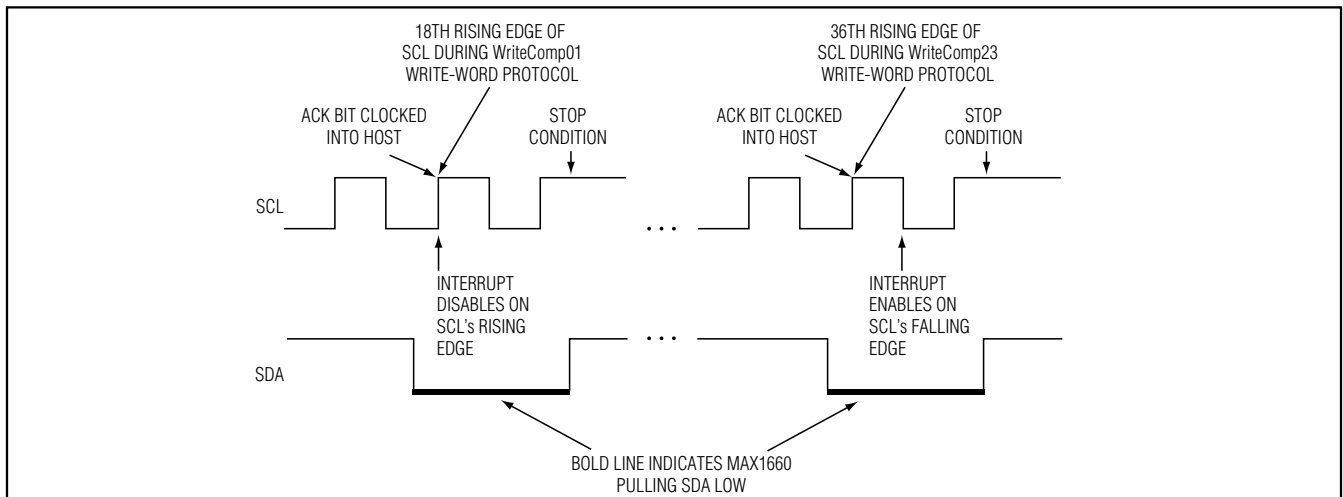 18TH RISING EDGE OF
SCL DURING WriteComp01
WRITE-WORD PROTOCOL
36TH RISING EDGE OF
SCL DURING WriteComp23
WRITE-WORD PROTOCOL
ACK BIT CLOCKED
INTO HOST
STOP
CONDITION
ACK BIT CLOCKED
INTO HOST
STOP
CONDITION
SCL
• • •
INTERRUPT
DISABLES ON
SCL's RISING
EDGE
INTERRUPT
ENABLES ON
SCL's FALLING
EDGE
SDA
• • •
BOLD LINE INDICATES MAX1660
PULLING SDA LOW